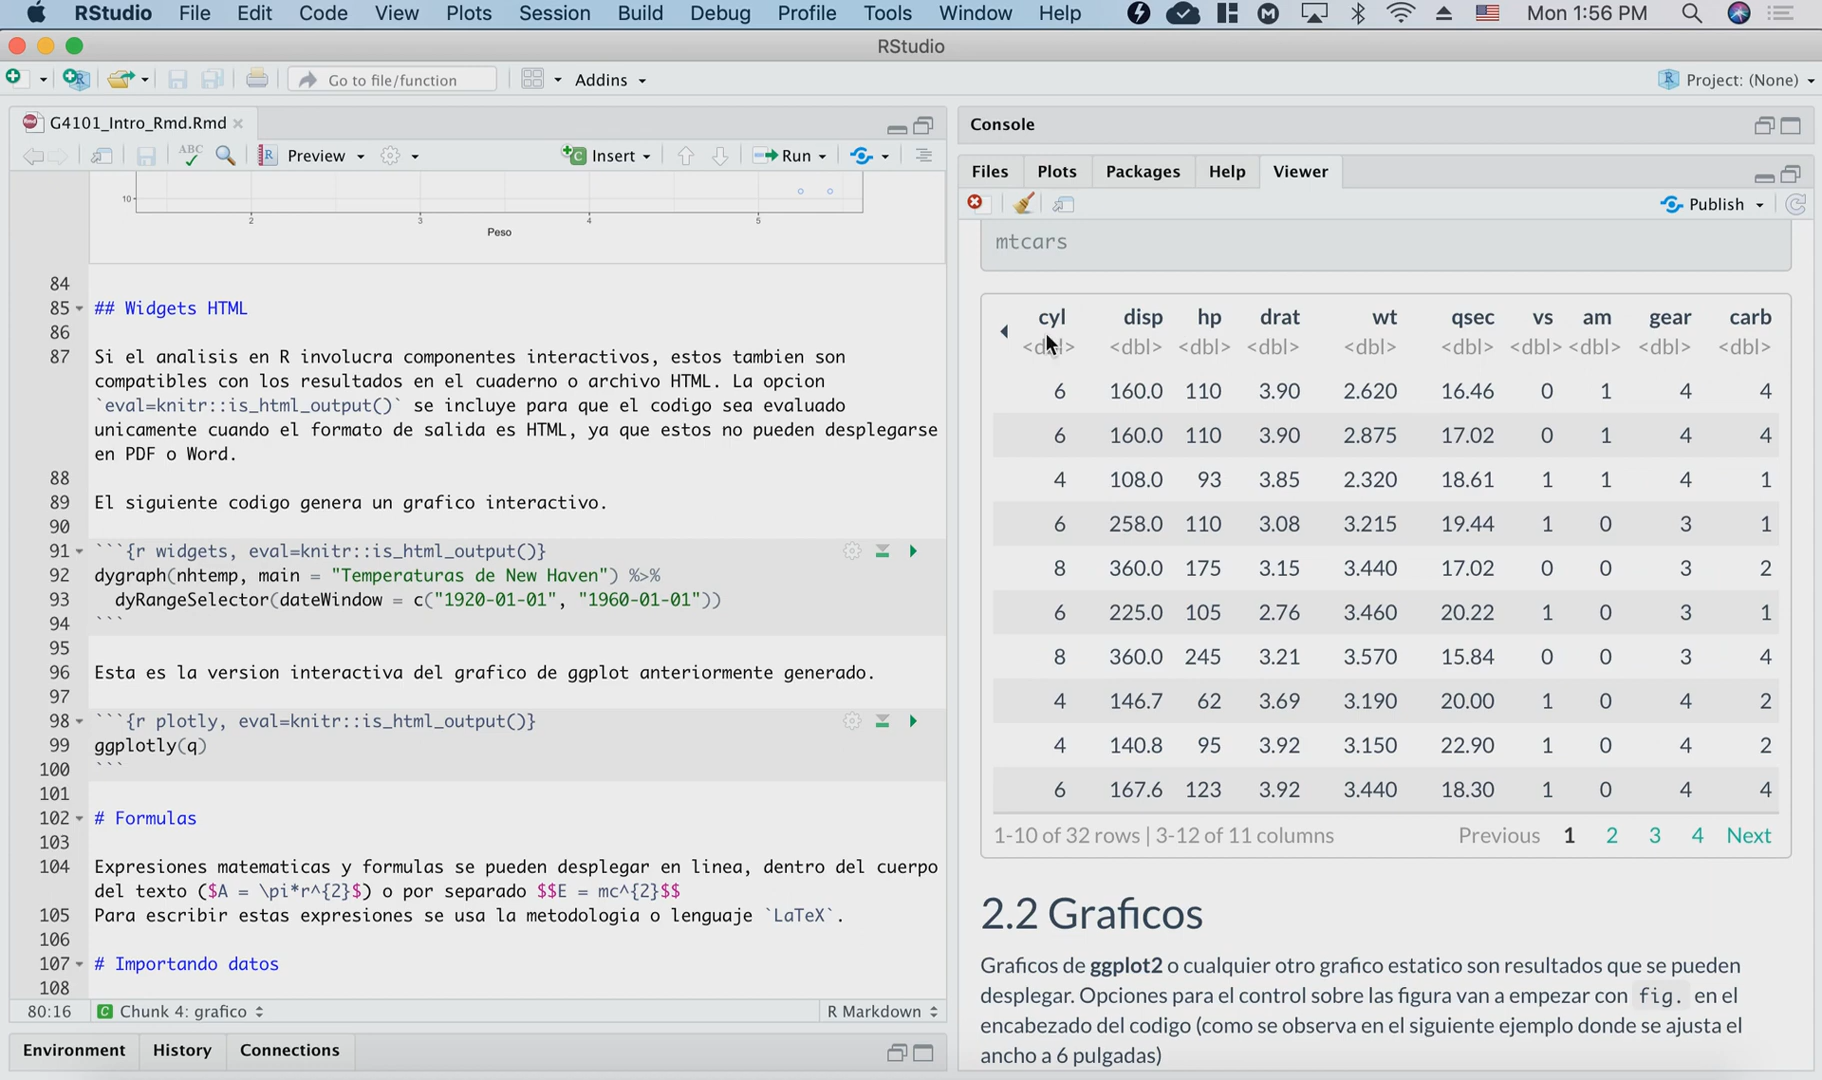 RStudio File Edit Code View Plots Session Build Debug Profile Tools Window Help Mon 1:56 PM
RStudio
Go to file/function Addins Project: (None)
G4101_Intro_Rmd.Rmd
ABC Preview Insert Run
10
2 3 4 5
Peso
84
85 ## Widgets HTML
86
87 Si el analisis en R involucra componentes interactivos, estos tambien son
compatibles con los resultados en el cuaderno o archivo HTML. La opcion
`eval=knitr::is_html_output()` se incluye para que el codigo sea evaluado
unicamente cuando el formato de salida es HTML, ya que estos no pueden desplegarse
en PDF o Word.
88
89 El siguiente codigo genera un grafico interactivo.
90
91 ```{r widgets, eval=knitr::is_html_output()}
92 dygraph(nhtemp, main = "Temperaturas de New Haven") %>%
93 dyRangeSelector(dateWindow = c("1920-01-01", "1960-01-01"))
94 ```
95
96 Esta es la version interactiva del grafico de ggplot anteriormente generado.
97
98 ```{r plotly, eval=knitr::is_html_output()}
99 ggplotly(q)
100 ```
101
102 # Formulas
103
104 Expresiones matematicas y formulas se pueden desplegar en linea, dentro del cuerpo
del texto ($A = \pi*r^{2}$) o por separado $$E = mc^{2}$$
105 Para escribir estas expresiones se usa la metodologia o lenguaje `LaTeX`.
106
107 # Importando datos
108
80:16 Chunk 4: grafico R Markdown
Environment History Connections
Console
Files Plots Packages Help Viewer
Publish
mtcars
cyl disp hp drat wt qsec vs am gear carb
<dbl> <dbl> <dbl> <dbl> <dbl> <dbl> <dbl> <dbl> <dbl> <dbl>
6 160.0 110 3.90 2.620 16.46 0 1 4 4
6 160.0 110 3.90 2.875 17.02 0 1 4 4
4 108.0 93 3.85 2.320 18.61 1 1 4 1
6 258.0 110 3.08 3.215 19.44 1 0 3 1
8 360.0 175 3.15 3.440 17.02 0 0 3 2
6 225.0 105 2.76 3.460 20.22 1 0 3 1
8 360.0 245 3.21 3.570 15.84 0 0 3 4
4 146.7 62 3.69 3.190 20.00 1 0 4 2
4 140.8 95 3.92 3.150 22.90 1 0 4 2
6 167.6 123 3.92 3.440 18.30 1 0 4 4
1-10 of 32 rows | 3-12 of 11 columns Previous 1 2 3 4 Next
2.2 Graficos
Graficos de ggplot2 o cualquier otro grafico estatico son resultados que se pueden
desplegar. Opciones para el control sobre las figura van a empezar con fig. en el
encabezado del codigo (como se observa en el siguiente ejemplo donde se ajusta el
ancho a 6 pulgadas)